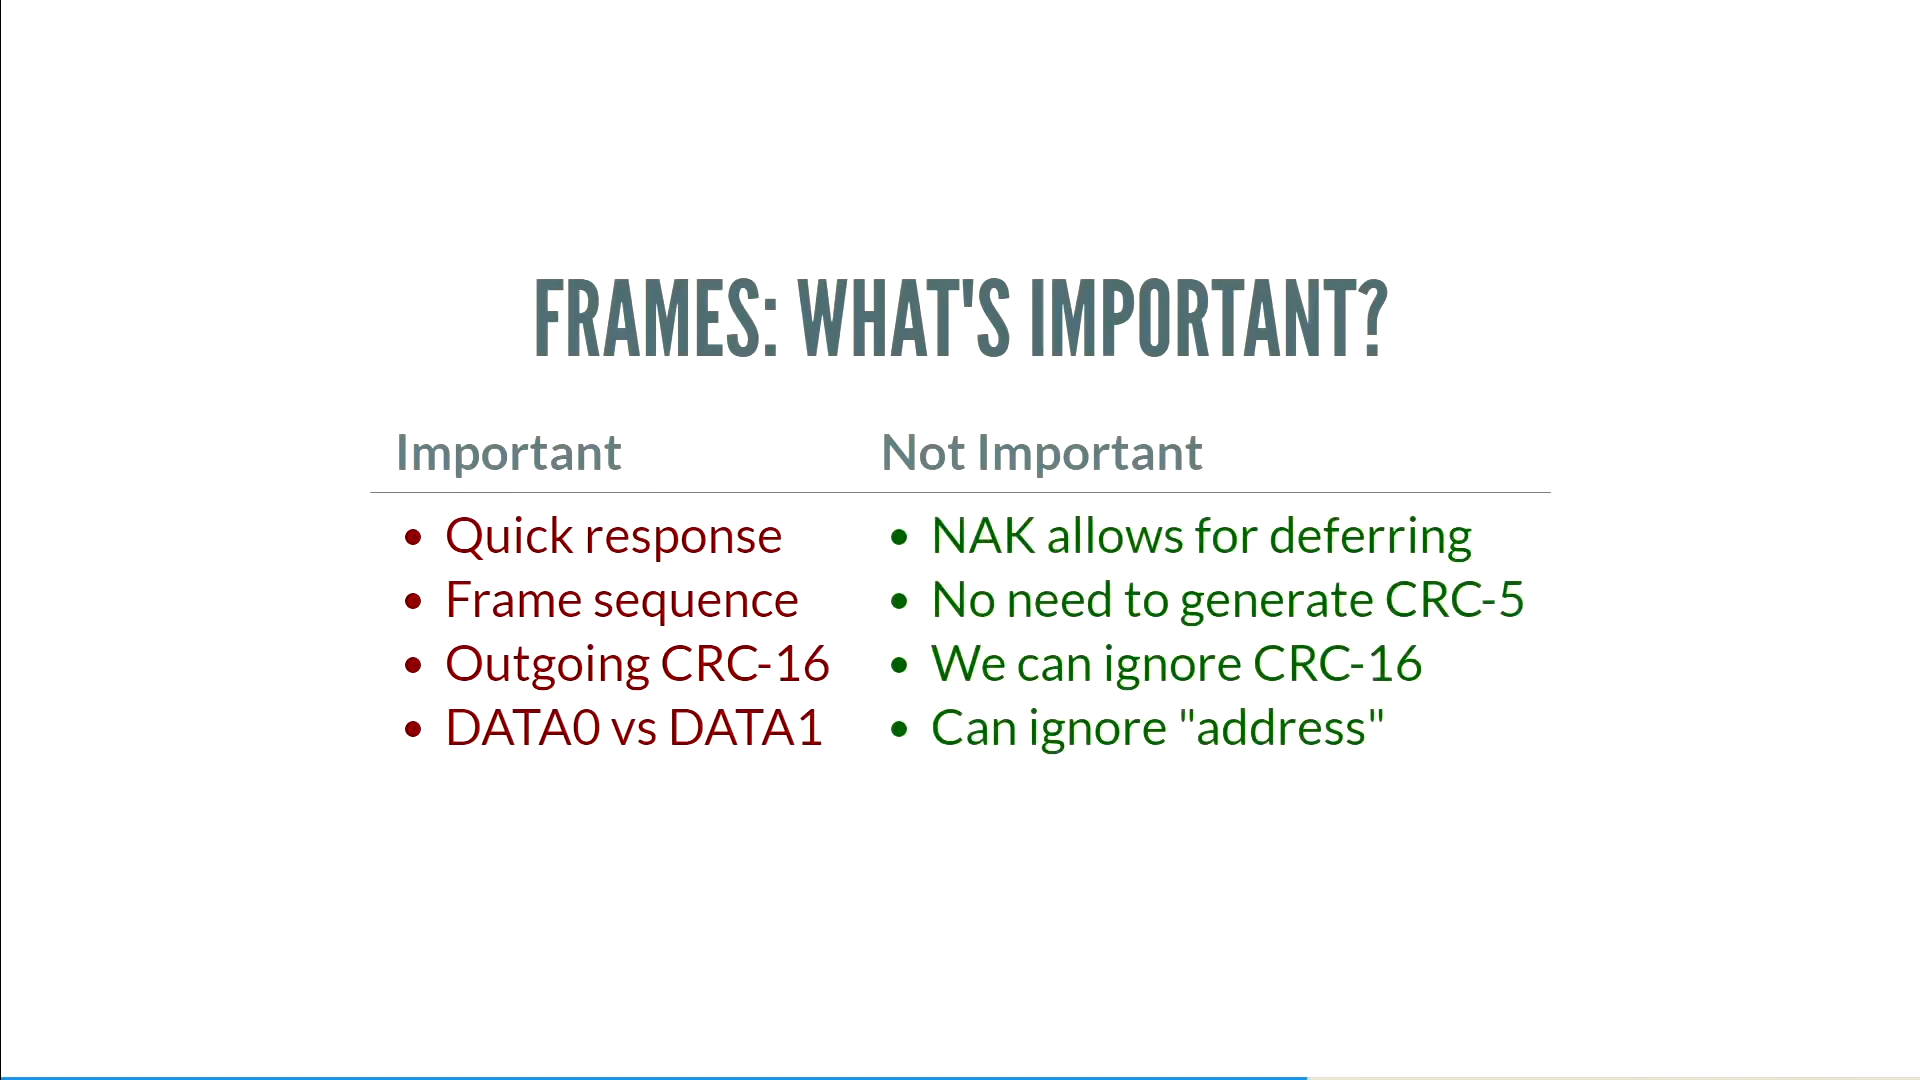 FRAMES: WHAT'S IMPORTANT?
Important
Not Important
Quick response
Frame sequence
Outgoing CRC-16
DATA0 vs DATA1
NAK allows for deferring
No need to generate CRC-5
We can ignore CRC-16
Can ignore "address"